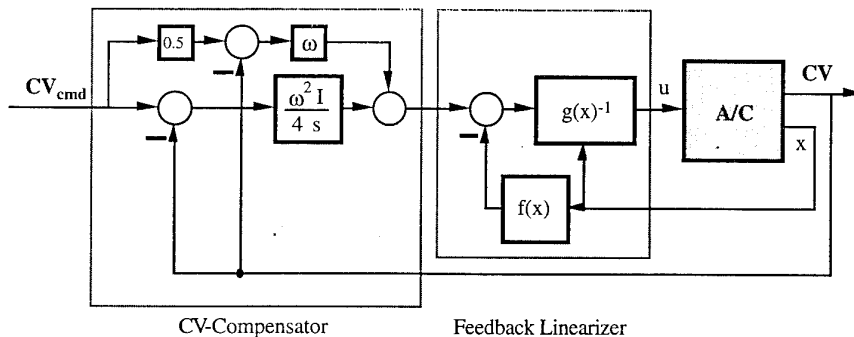 0.5
ω
CV_cmd
ω² I
4 s
g(x)⁻¹
u
A/C
CV
x
f(x)
CV-Compensator
Feedback Linearizer